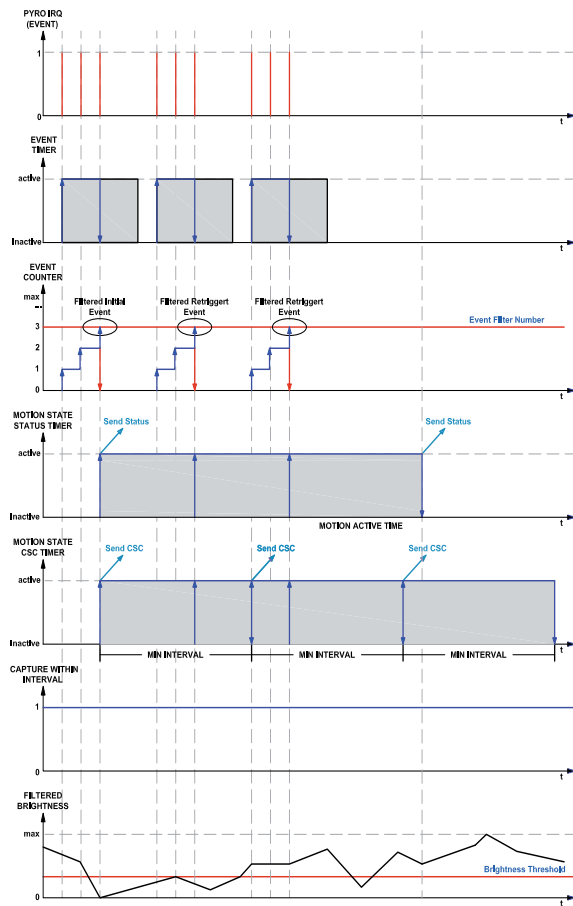 PYRO IRQ
(EVENT)
1
0
t
EVENT
TIMER
active
Inactive
t
EVENT
COUNTER
max
...
3
2
1
0
Filtered Initial
Event
Filtered Retriggert
Event
Filtered Retriggert
Event
Event Filter Number
t
MOTION STATE
STATUS TIMER
active
Inactive
Send Status
Send Status
MOTION ACTIVE TIME
t
MOTION STATE
CSC TIMER
active
Inactive
Send CSC
Send CSC
Send CSC
MIN INTERVAL
MIN INTERVAL
MIN INTERVAL
t
CAPTURE WITHIN
INTERVAL
1
0
t
FILTERED
BRIGHTNESS
max
0
Brightness Threshold
t